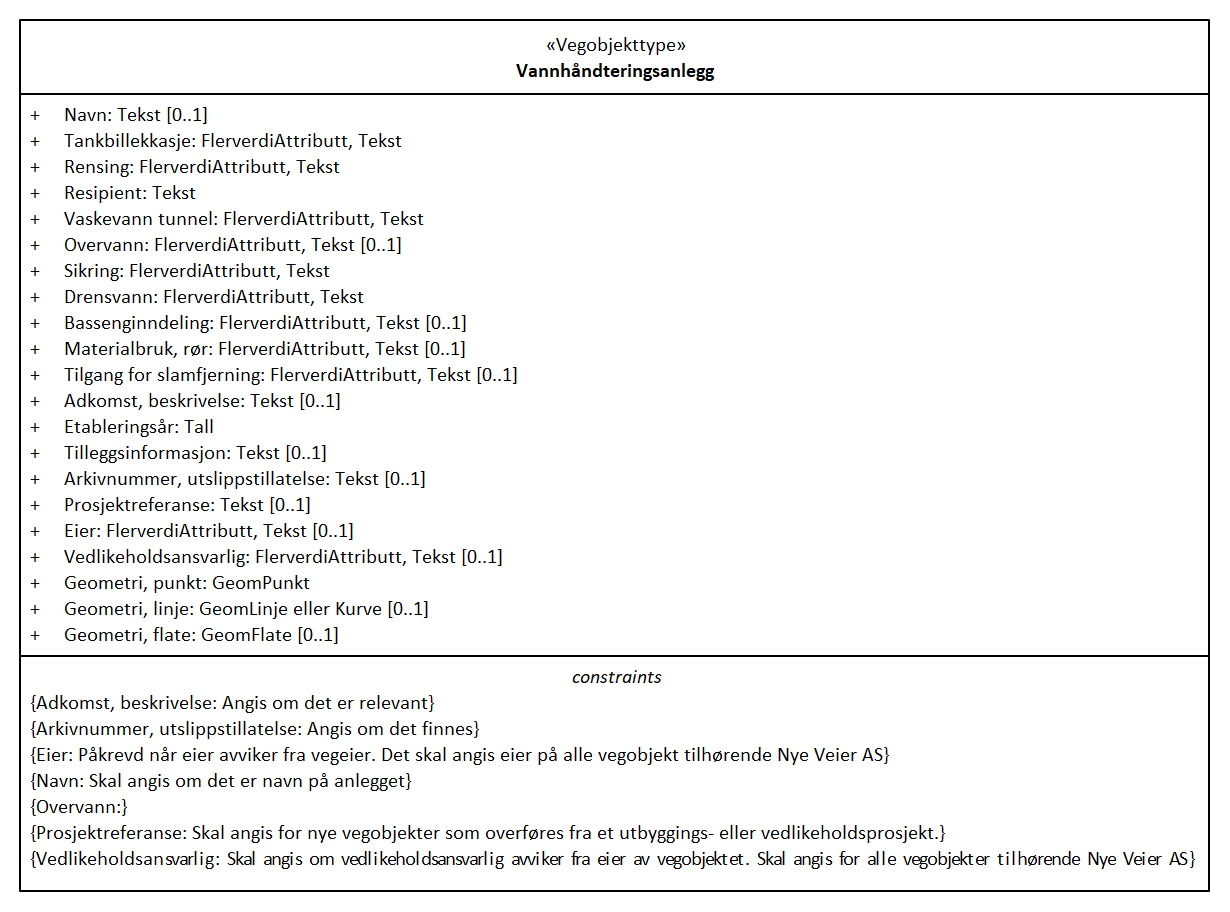 «Vegobjekttype»
Vannhåndteringsanlegg
+ Navn: Tekst [0..1]
+ Tankbillekkasje: FlerverdiAttributt, Tekst
+ Rensing: FlerverdiAttributt, Tekst
+ Resipient: Tekst
+ Vaskevann tunnel: FlerverdiAttributt, Tekst
+ Overvann: FlerverdiAttributt, Tekst [0..1]
+ Sikring: FlerverdiAttributt, Tekst
+ Drensvann: FlerverdiAttributt, Tekst
+ Bassenginndeling: FlerverdiAttributt, Tekst [0..1]
+ Materialbruk, rør: FlerverdiAttributt, Tekst [0..1]
+ Tilgang for slamfjerning: FlerverdiAttributt, Tekst [0..1]
+ Adkomst, beskrivelse: Tekst [0..1]
+ Etableringsår: Tall
+ Tilleggsinformasjon: Tekst [0..1]
+ Arkivnummer, utslippstillatelse: Tekst [0..1]
+ Prosjektreferanse: Tekst [0..1]
+ Eier: FlerverdiAttributt, Tekst [0..1]
+ Vedlikeholdsansvarlig: FlerverdiAttributt, Tekst [0..1]
+ Geometri, punkt: GeomPunkt
+ Geometri, linje: GeomLinje eller Kurve [0..1]
+ Geometri, flate: GeomFlate [0..1]
constraints
{Adkomst, beskrivelse: Angis om det er relevant}
{Arkivnummer, utslippstillatelse: Angis om det finnes}
{Eier: Påkrevd når eier avviker fra vegeier. Det skal angis eier på alle vegobjekt tilhørende Nye Veier AS}
{Navn: Skal angis om det er navn på anlegget}
{Overvann:}
{Prosjektreferanse: Skal angis for nye vegobjekter som overføres fra et utbyggings- eller vedlikeholdsprosjekt.}
{Vedlikeholdsansvarlig: Skal angis om vedlikeholdsansvarlig avviker fra eier av vegobjektet. Skal angis for alle vegobjekter tilhørende Nye Veier AS}